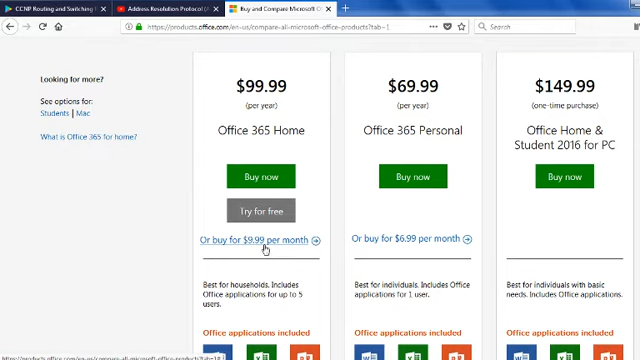 CCNP Routing and Switching
Address Resolution Protocol (A
Buy and Compare Microsoft O
https://products.office.com/en-us/compare-all-microsoft-office-products?tab=1
Search
Looking for more?
See options for:
Students | Mac
What is Office 365 for home?
$99.99
(per year)
Office 365 Home
Buy now
Try for free
Or buy for $9.99 per month
Best for households. Includes
Office applications for up to 5
users.
Office applications included
$69.99
(per year)
Office 365 Personal
Buy now
Or buy for $6.99 per month
Best for individuals. Includes Office
applications for 1 user.
Office applications included
$149.99
(one-time purchase)
Office Home &
Student 2016 for PC
Buy now
Best for individuals with basic
needs. Includes Office applications.
Office applications included